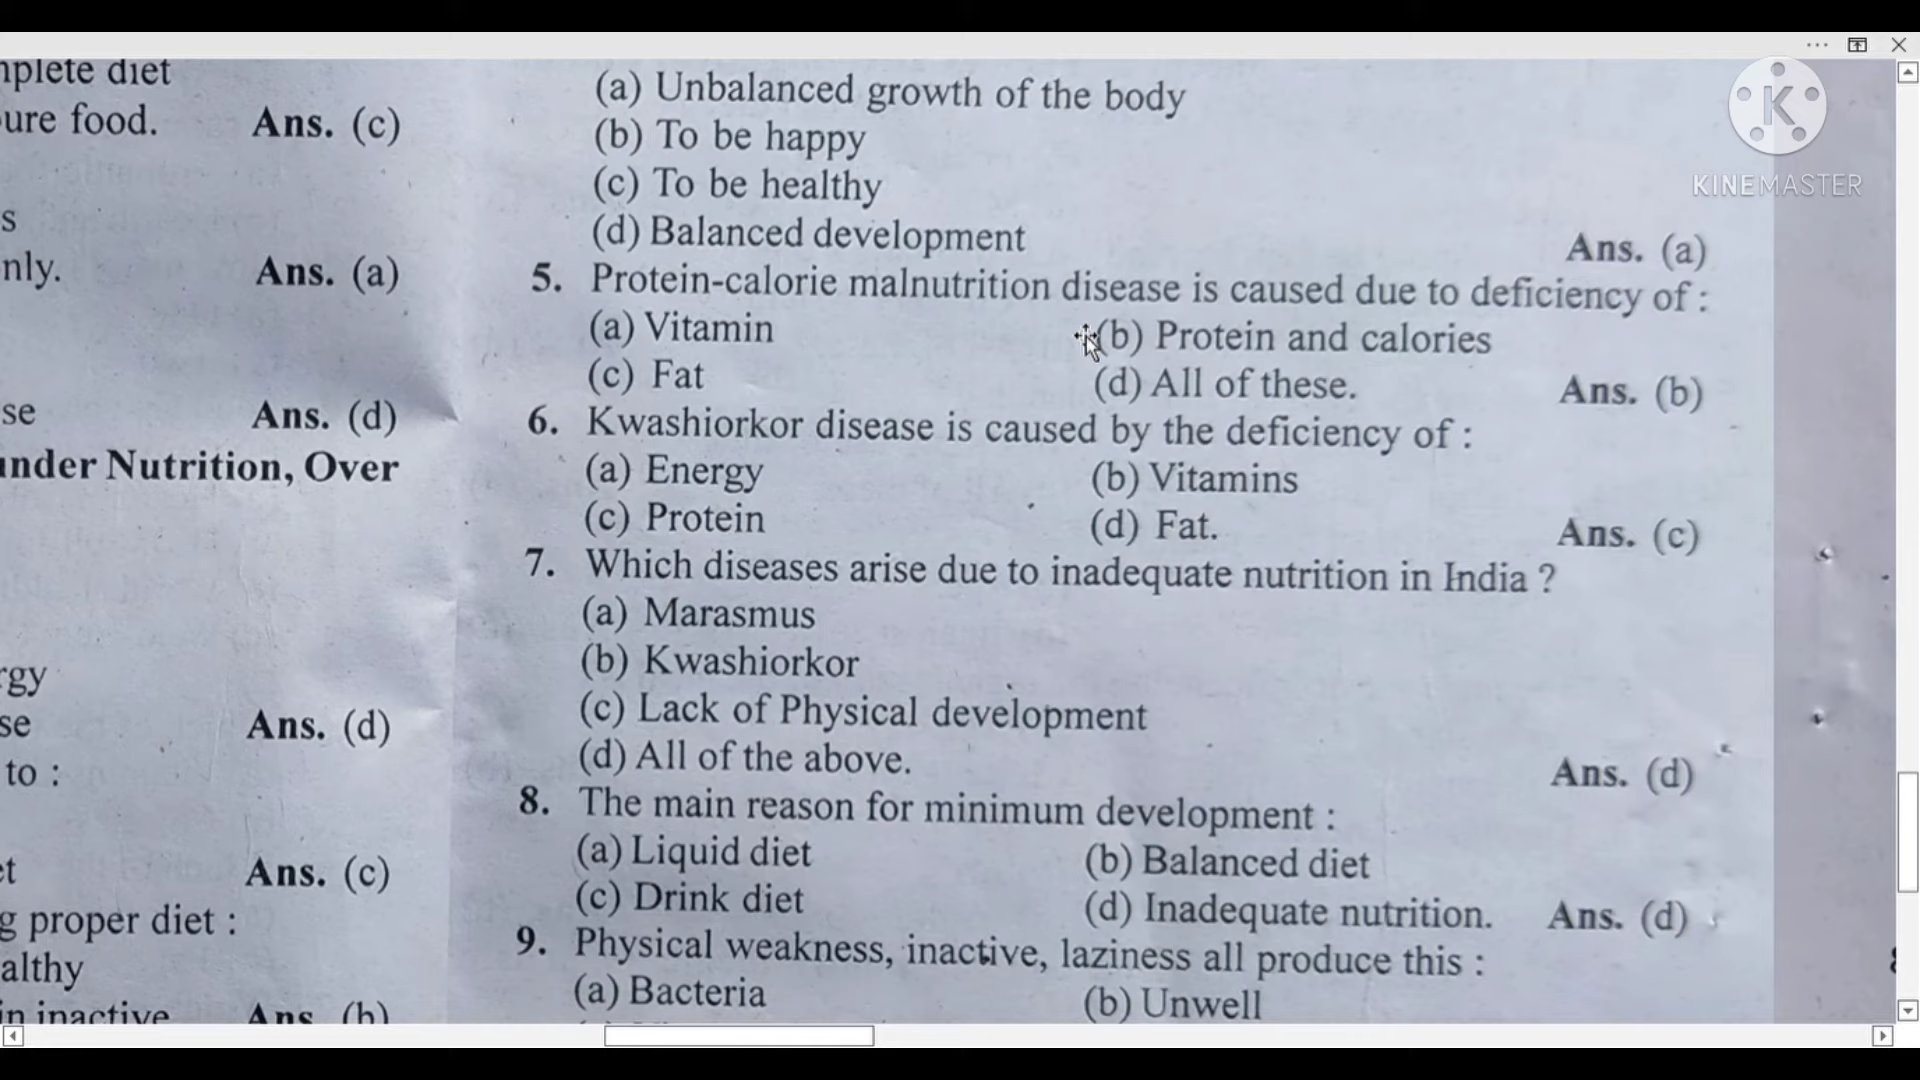 nplete diet
ure food. Ans. (c)
s
nly. Ans. (a)
se Ans. (d)
nder Nutrition, Over
rgy
se Ans. (d)
to :
et Ans. (c)
g proper diet :
althy
in inactive Ans. (b)
(a) Unbalanced growth of the body
(b) To be happy
(c) To be healthy
(d) Balanced development Ans. (a)
5. Protein-calorie malnutrition disease is caused due to deficiency of :
(a) Vitamin (b) Protein and calories
(c) Fat (d) All of these. Ans. (b)
6. Kwashiorkor disease is caused by the deficiency of :
(a) Energy (b) Vitamins
(c) Protein (d) Fat. Ans. (c)
7. Which diseases arise due to inadequate nutrition in India ?
(a) Marasmus
(b) Kwashiorkor
(c) Lack of Physical development
(d) All of the above. Ans. (d)
8. The main reason for minimum development :
(a) Liquid diet (b) Balanced diet
(c) Drink diet (d) Inadequate nutrition. Ans. (d)
9. Physical weakness, inactive, laziness all produce this :
(a) Bacteria (b) Unwell
K
KINEMASTER